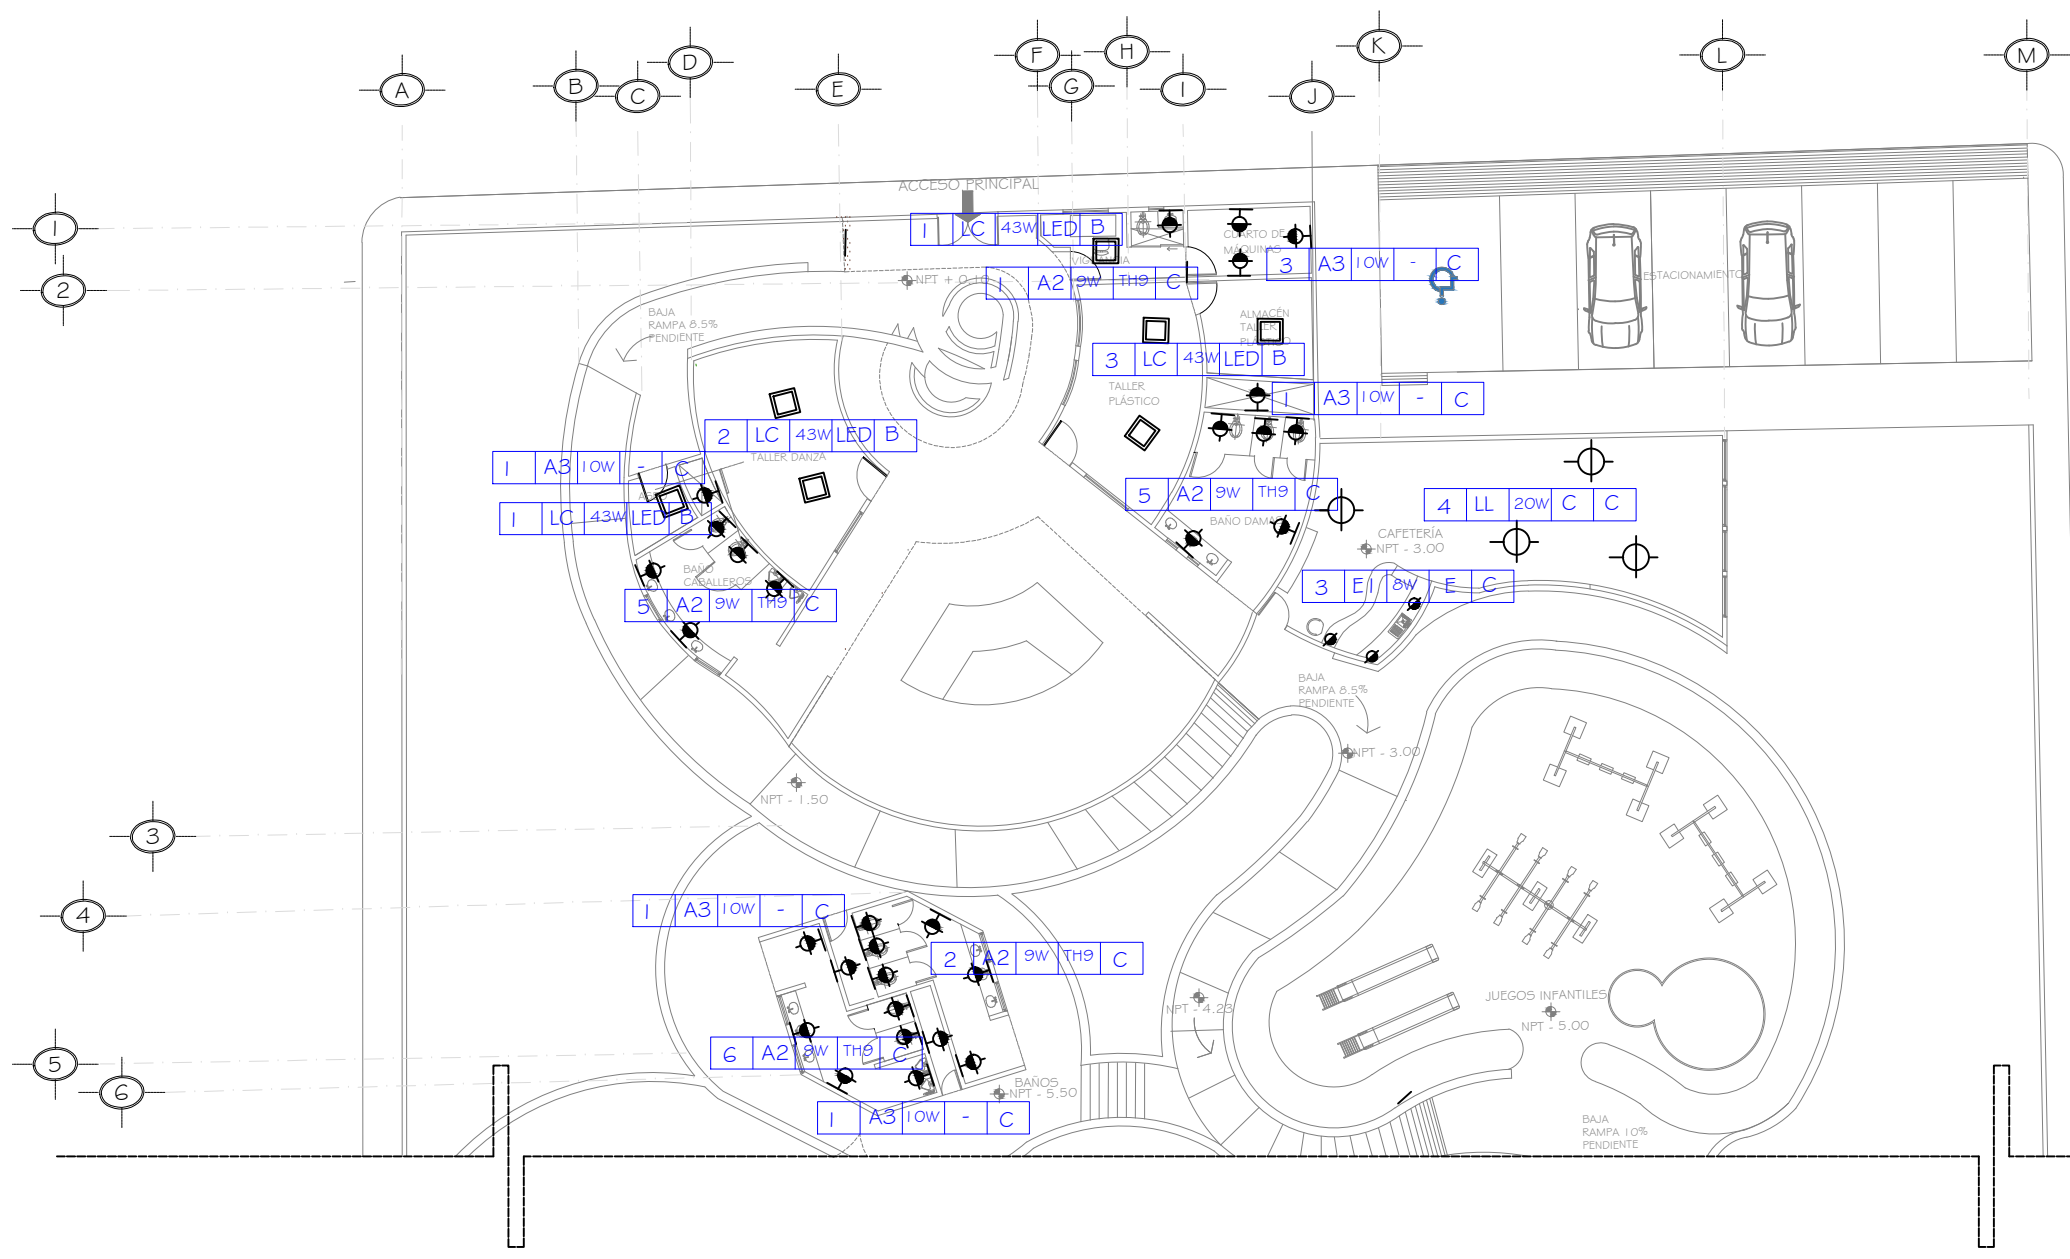 A
B
C
D
E
F
G
H
I
J
K
L
M
1
2
3
4
5
6
ACCESO PRINCIPAL
1 LC 43W LED B
CUARTO DE
MÁQUINAS
3 A3 10W - C
1 A2 9W TH9 C
NPT + 0.10
ESTACIONAMIENTO
BAJA
RAMPA 8.5%
PENDIENTE
ALMACÉN
TALLER
PLÁSTICO
3 LC 43W LED B
TALLER
PLÁSTICO
1 A3 10W - C
2 LC 43W LED B
TALLER DANZA
1 A3 10W - C
1 LC 43W LED B
5 A2 9W TH9 C
BAÑO DAMAS
4 LL 20W C C
CAFETERÍA
NPT - 3.00
BAÑO
CABALLEROS
5 A2 9W TH9 C
3 E1 8W E C
BAJA
RAMPA 8.5%
PENDIENTE
NPT - 3.00
NPT - 1.50
1 A3 10W - C
2 A2 9W TH9 C
NPT - 4.23
JUEGOS INFANTILES
NPT - 5.00
6 A2 9W TH9 C
BAÑOS
NPT - 5.50
1 A3 10W - C
BAJA
RAMPA 10%
PENDIENTE